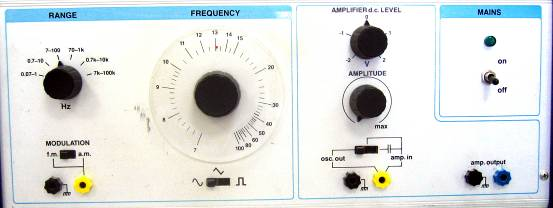 RANGE
FREQUENCY
AMPLIFIER d.c. LEVEL
MAINS
7–100
70–1k
0.7–10
0.7k–10k
0.07–1
7k–100k
Hz
7
8
9
10
11
12
13
14
15
20
30
40
50
60
80
100
-2
-1
0
+1
+2
V
AMPLITUDE
max
on
off
MODULATION
f.m.
a.m.
osc. out
amp. in
amp. output